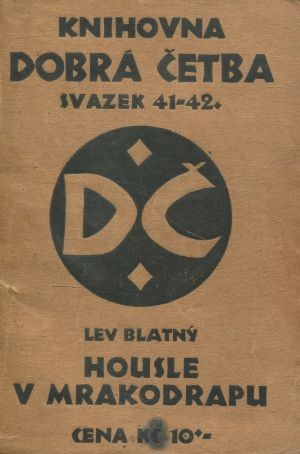 KNIHOVNA
DOBRÁ ČETBA
SVAZEK 41-42.
DČ
LEV BLATNÝ
HOUSLE
V MRAKODRAPU
CENA KČ 10·-